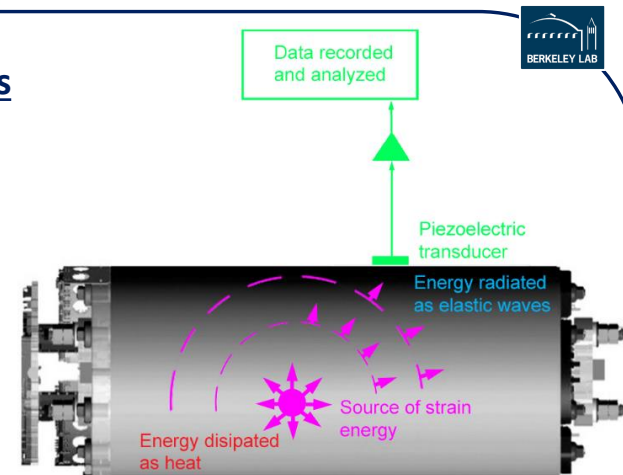 s
BERKELEY LAB
Data recorded
and analyzed
Piezoelectric
transducer
Energy radiated
as elastic waves
Source of strain
energy
Energy disipated
as heat